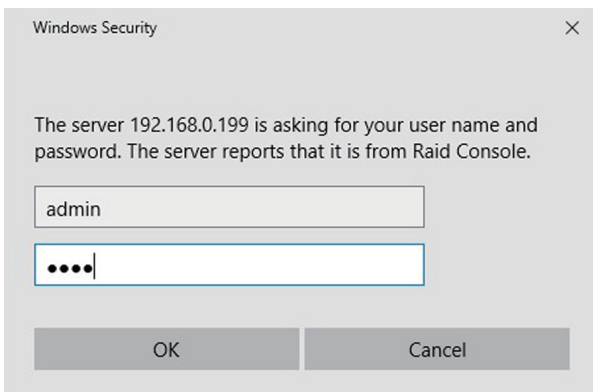 Windows Security
The server 192.168.0.199 is asking for your user name and
password. The server reports that it is from Raid Console.
admin
••••
OK
Cancel